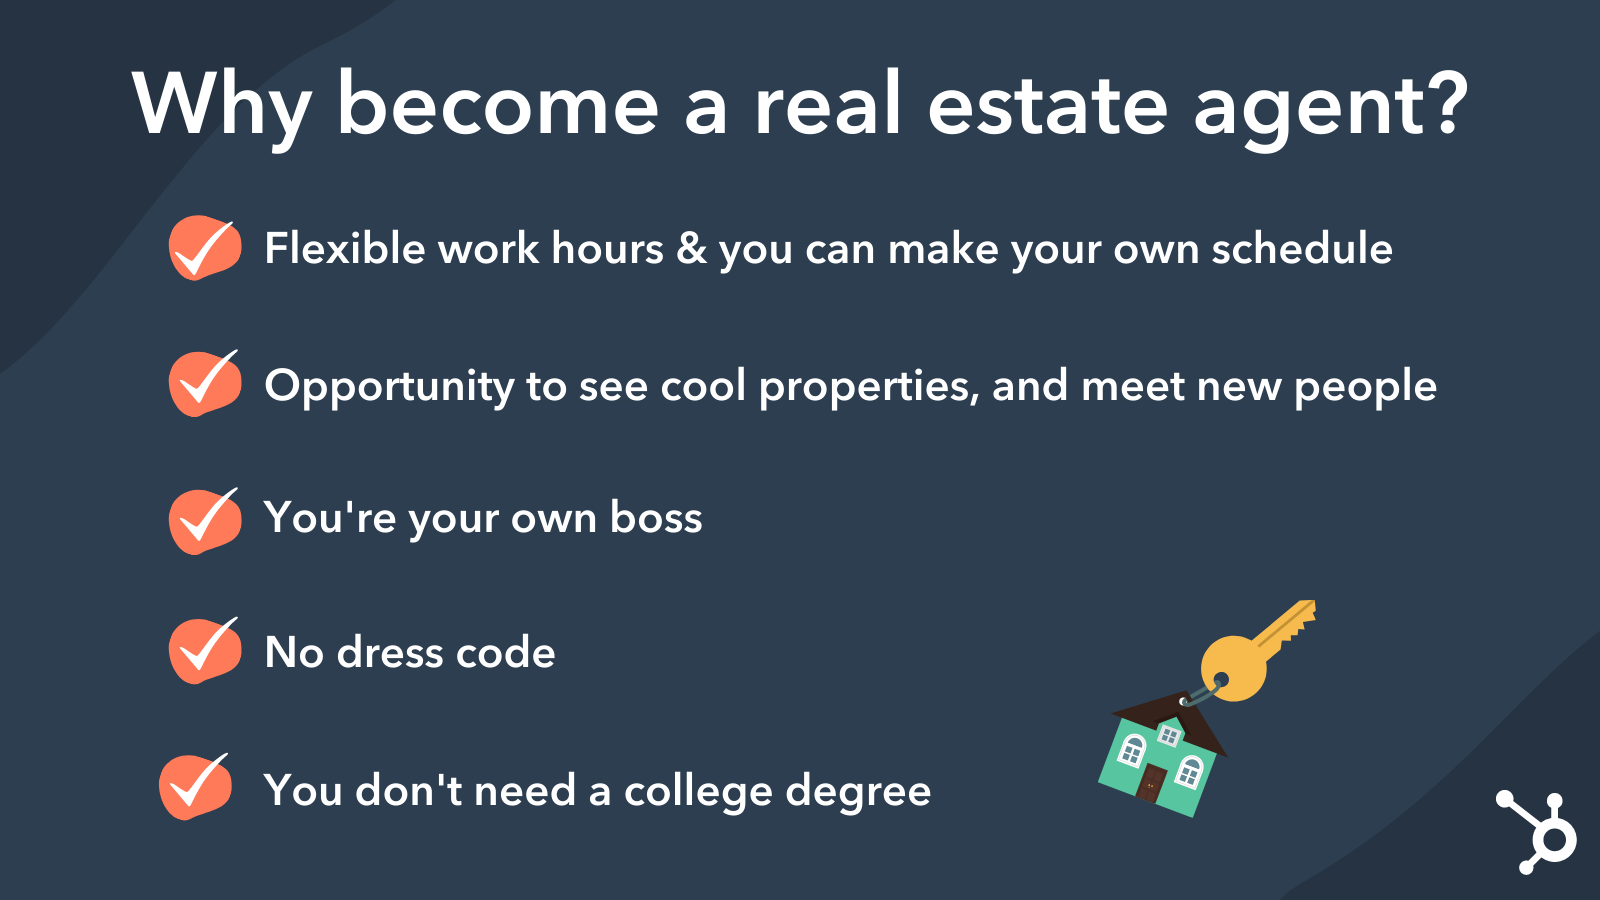 Why become a real estate agent?
Flexible work hours & you can make your own schedule
Opportunity to see cool properties, and meet new people
You're your own boss
No dress code
You don't need a college degree